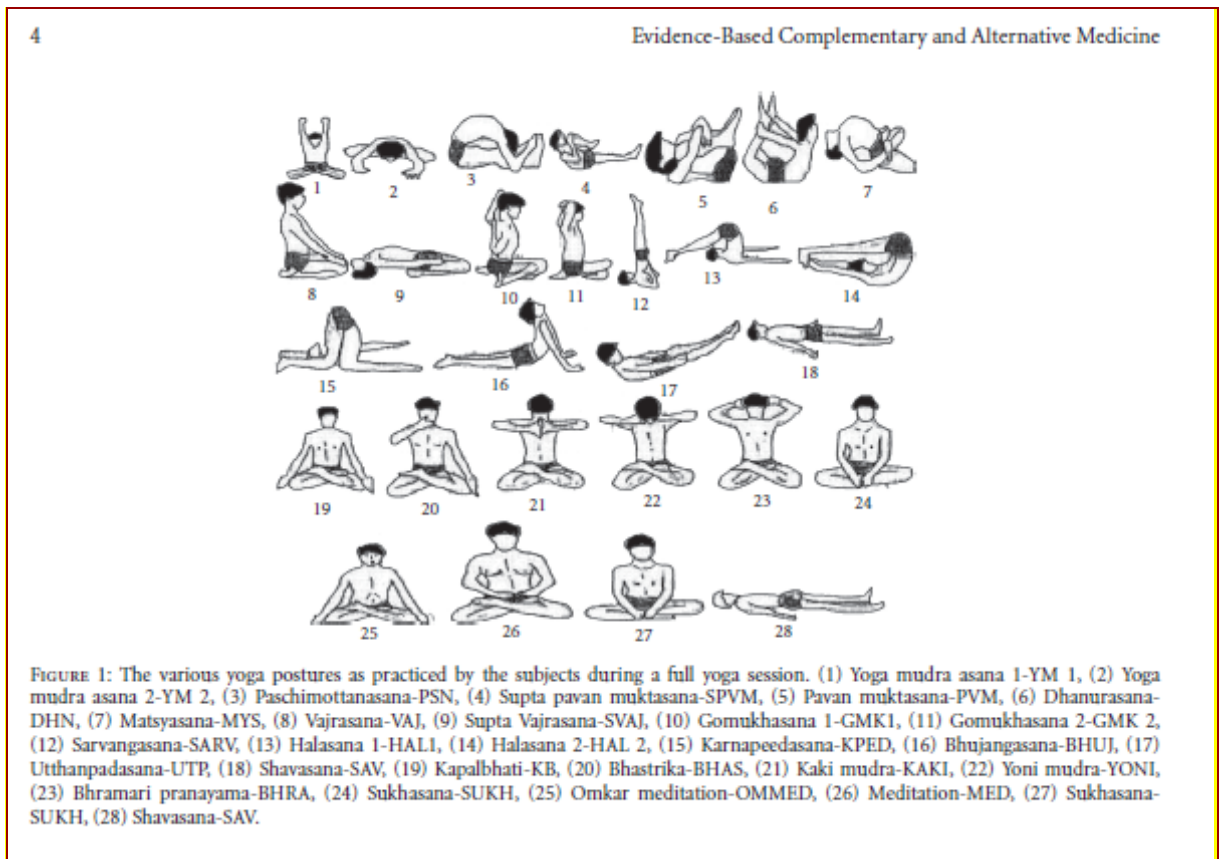 4 Evidence-Based Complementary and Alternative Medicine
1 2 3 4 5 6 7
8 9 10 11 12 13 14
15 16 17 18
19 20 21 22 23 24
25 26 27 28
FIGURE 1: The various yoga postures as practiced by the subjects during a full yoga session. (1) Yoga mudra asana 1-YM 1, (2) Yoga
mudra asana 2-YM 2, (3) Paschimottanasana-PSN, (4) Supta pavan muktasana-SPVM, (5) Pavan muktasana-PVM, (6) Dhanurasana-
DHN, (7) Matsyasana-MYS, (8) Vajrasana-VAJ, (9) Supta Vajrasana-SVAJ, (10) Gomukhasana 1-GMK1, (11) Gomukhasana 2-GMK 2,
(12) Sarvangasana-SARV, (13) Halasana 1-HAL1, (14) Halasana 2-HAL 2, (15) Karnapeedasana-KPED, (16) Bhujangasana-BHUJ, (17)
Utthanpadasana-UTP, (18) Shavasana-SAV, (19) Kapalbhati-KB, (20) Bhastrika-BHAS, (21) Kaki mudra-KAKI, (22) Yoni mudra-YONI,
(23) Bhramari pranayama-BHRA, (24) Sukhasana-SUKH, (25) Omkar meditation-OMMED, (26) Meditation-MED, (27) Sukhasana-
SUKH, (28) Shavasana-SAV.